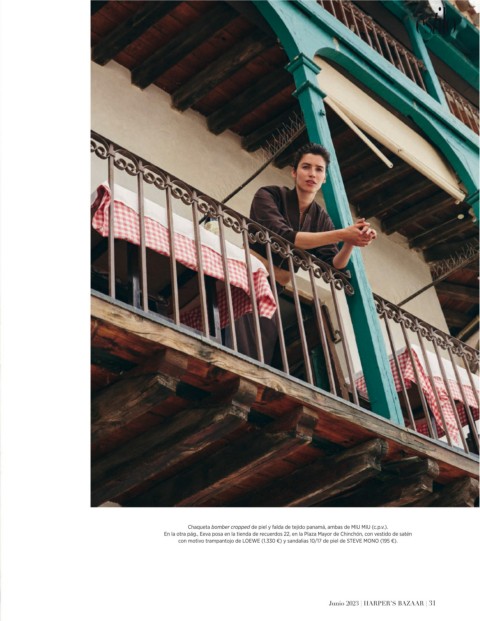 Chaqueta bomber cropped de piel y falda de tejido panamá, ambas de MIU MIU (c.p.v.).
En la otra pág., Eeva posa en la tienda de recuerdos 22, en la Plaza Mayor de Chinchón, con vestido de satén
con motivo trampantojo de LOEWE (1.330 €) y sandalias 10/17 de piel de STEVE MONO (195 €).
Junio 2023 | HARPER'S BAZAAR | 31